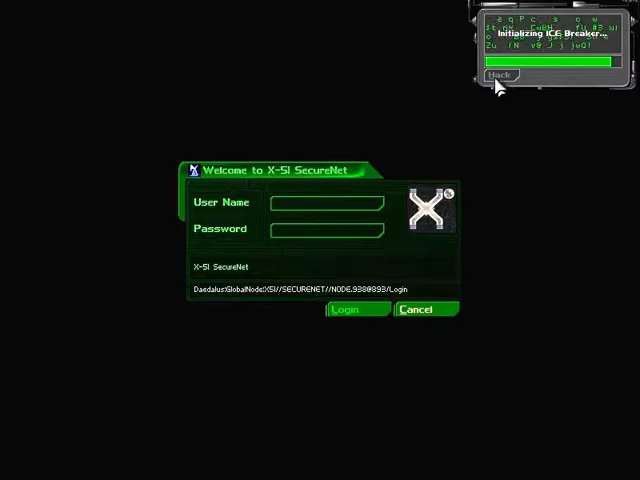 Initializing ICE Breaker...
Hack
Welcome to X-51 SecureNet
User Name
Password
X-51 SecureNet
Daedalus:GlobalNode:X51//SECURENET//NODE.9380893/Login
Login
Cancel